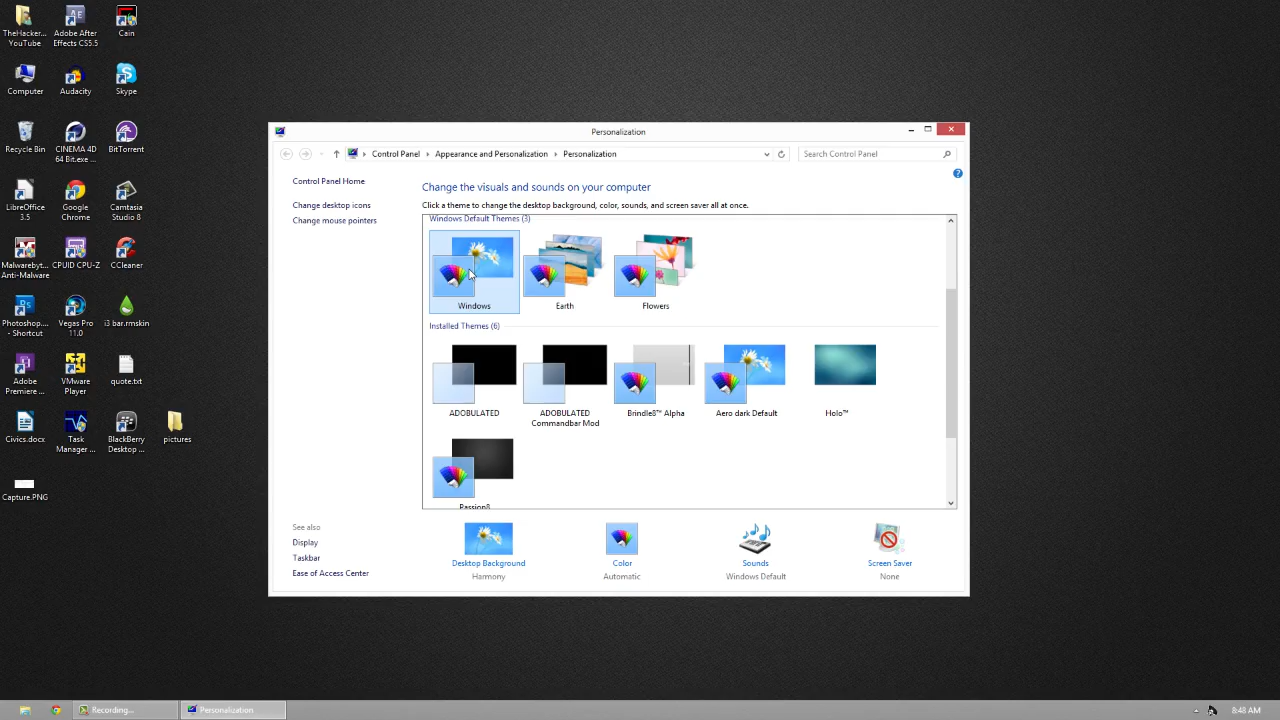 TheHacker...
YouTube
Adobe After
Effects CS5.5
Cain
Computer
Audacity
Skype
Recycle Bin
CINEMA 4D
64 Bit.exe ...
BitTorrent
LibreOffice
3.5
Google
Chrome
Camtasia
Studio 8
Malwarebyt...
Anti-Malware
CPUID CPU-Z
CCleaner
Photoshop...
- Shortcut
Vegas Pro
11.0
i3 bar.rmskin
Adobe
Premiere ...
VMware
Player
quote.txt
Civics.docx
Task
Manager ...
BlackBerry
Desktop ...
pictures
Capture.PNG
Personalization
Control Panel
Appearance and Personalization
Personalization
Search Control Panel
Control Panel Home
Change desktop icons
Change mouse pointers
Change the visuals and sounds on your computer
Click a theme to change the desktop background, color, sounds, and screen saver all at once.
Windows Default Themes (3)
Windows
Earth
Flowers
Installed Themes (6)
ADOBULATED
ADOBULATED
Commandbar Mod
Brindle8™ Alpha
Aero dark Default
Holo™
Passion8
See also
Display
Taskbar
Ease of Access Center
Desktop Background
Harmony
Color
Automatic
Sounds
Windows Default
Screen Saver
None
Recording...
Personalization
8:48 AM